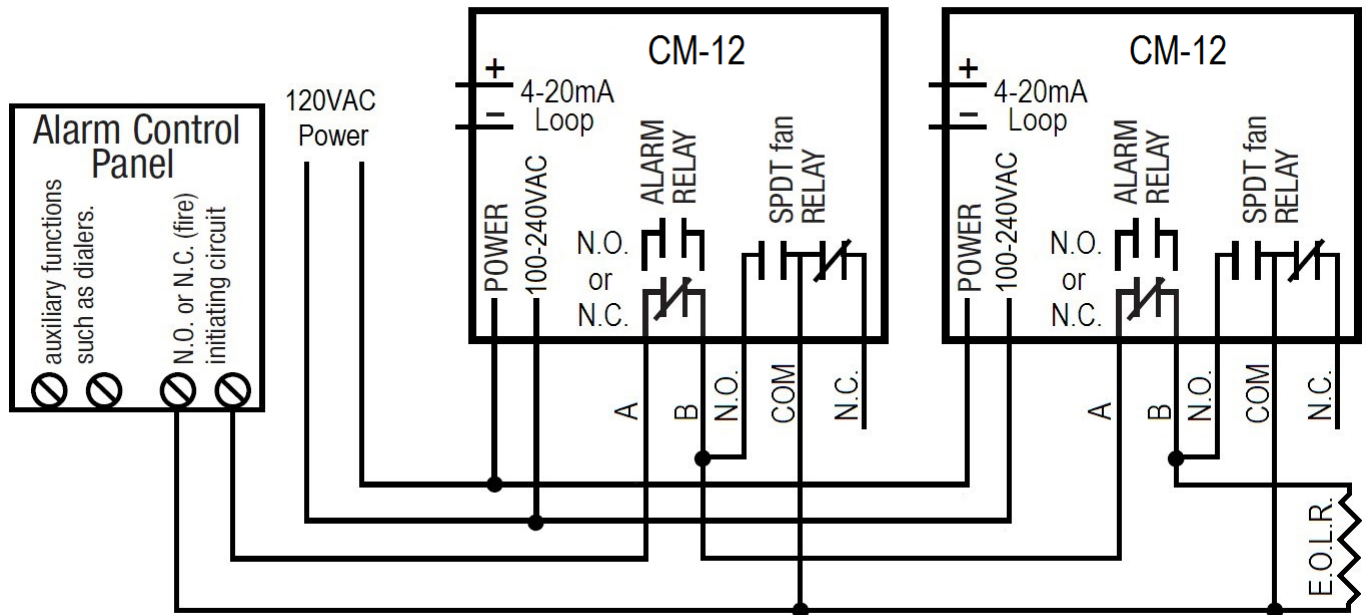 Alarm Control
Panel
auxiliary functions
such as dialers.
N.O. or N.C. (fire)
initiating circuit
120VAC
Power
CM-12
+
-
4-20mA
Loop
POWER
100-240VAC
ALARM
RELAY
N.O.
or
N.C.
SPDT fan
RELAY
A
B
N.O.
COM
N.C.
CM-12
+
-
4-20mA
Loop
POWER
100-240VAC
ALARM
RELAY
N.O.
or
N.C.
SPDT fan
RELAY
A
B
N.O.
COM
N.C.
E.O.L.R.